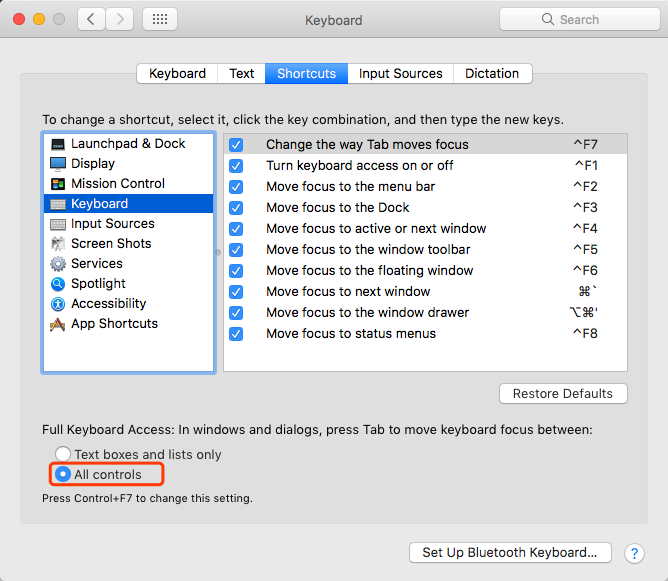 Keyboard
Search
Keyboard Text Shortcuts Input Sources Dictation
To change a shortcut, select it, click the key combination, and then type the new keys.
Launchpad & Dock
Display
Mission Control
Keyboard
Input Sources
Screen Shots
Services
Spotlight
Accessibility
App Shortcuts
Change the way Tab moves focus ^F7
Turn keyboard access on or off ^F1
Move focus to the menu bar ^F2
Move focus to the Dock ^F3
Move focus to active or next window ^F4
Move focus to the window toolbar ^F5
Move focus to the floating window ^F6
Move focus to next window ⌘`
Move focus to the window drawer ⌥⌘'
Move focus to status menus ^F8
Restore Defaults
Full Keyboard Access: In windows and dialogs, press Tab to move keyboard focus between:
Text boxes and lists only
All controls
Press Control+F7 to change this setting.
Set Up Bluetooth Keyboard...
?